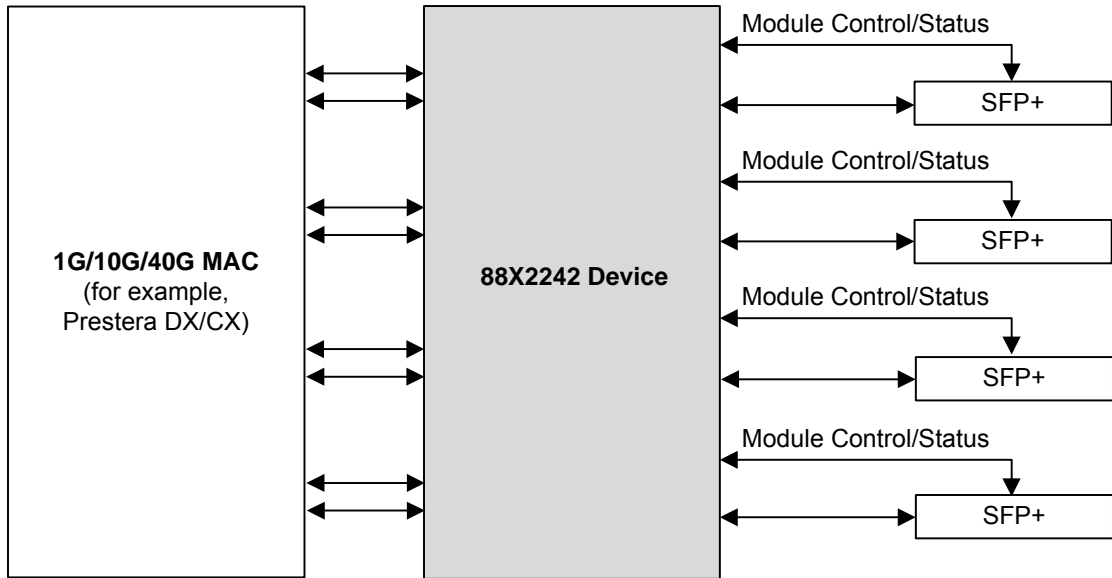 Module Control/Status
SFP+
Module Control/Status
SFP+
1G/10G/40G MAC
(for example,
Prestera DX/CX)
88X2242 Device
Module Control/Status
SFP+
Module Control/Status
SFP+